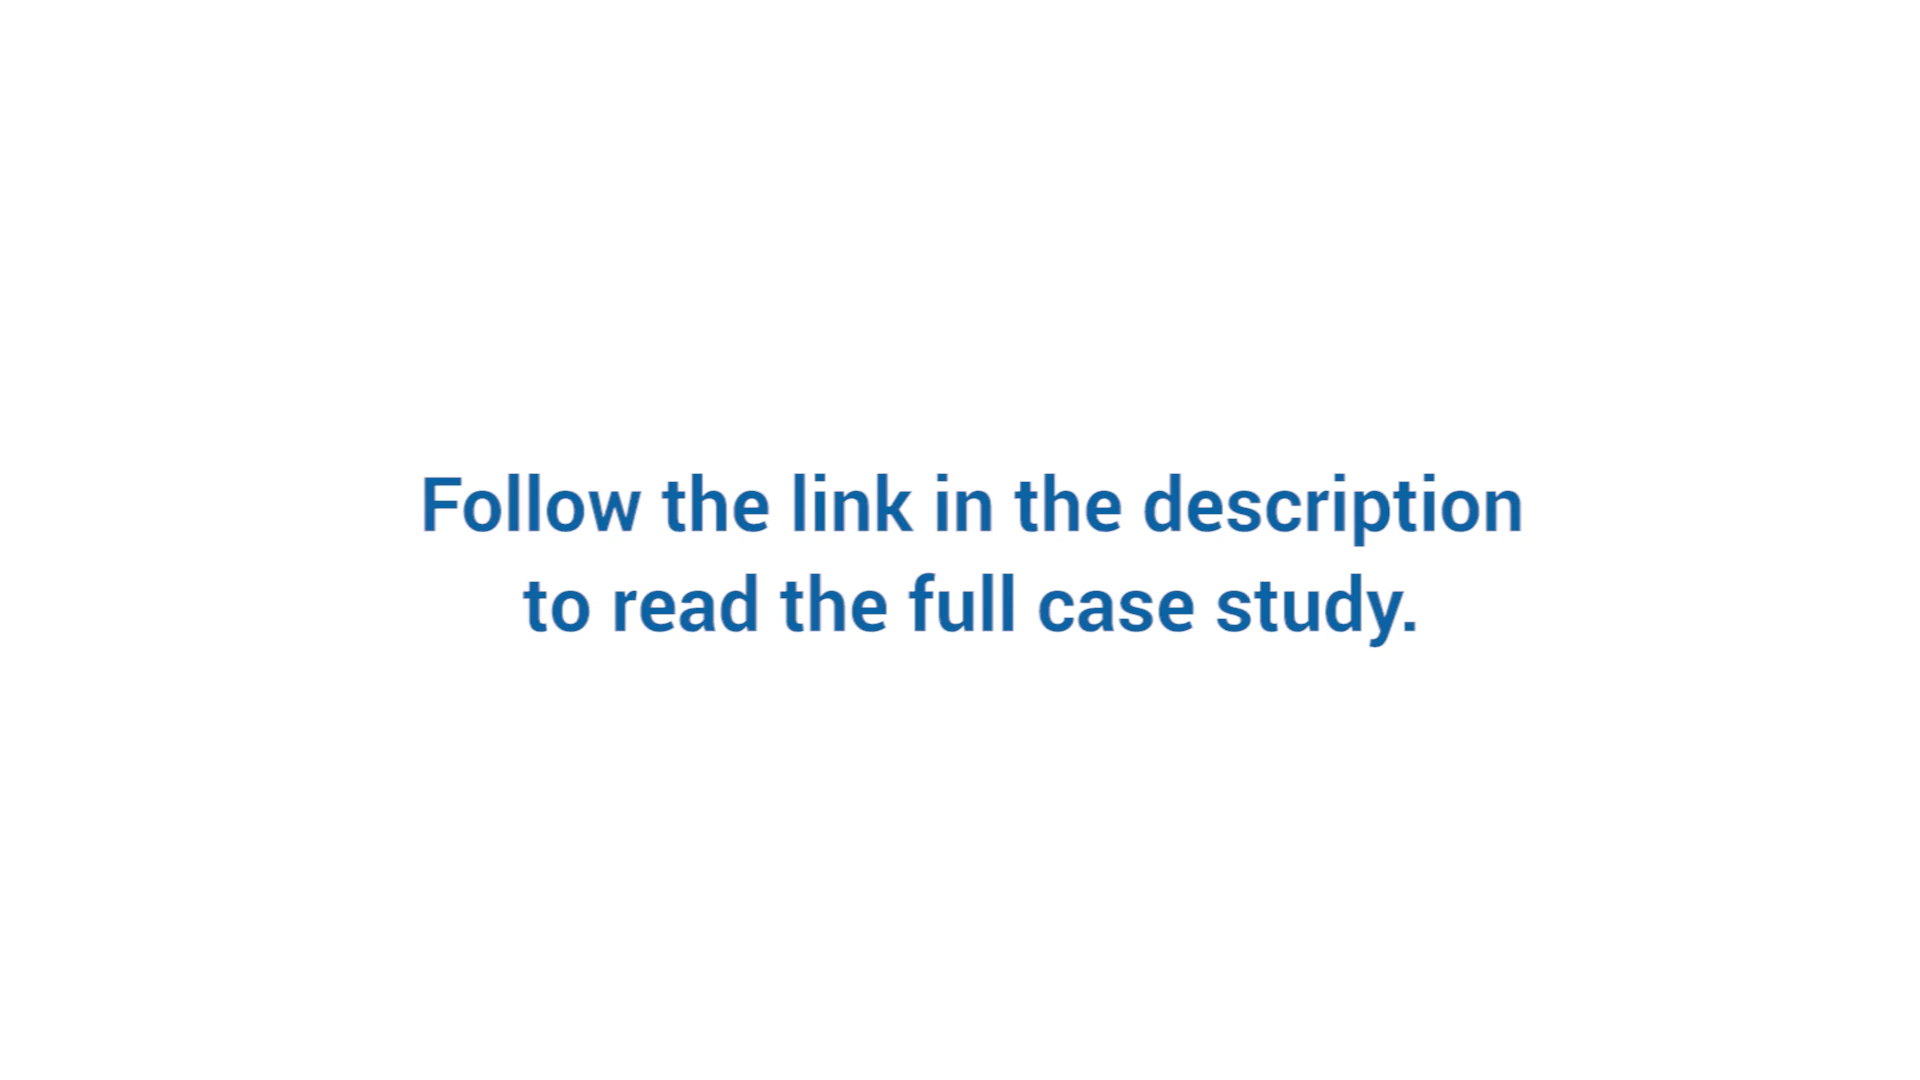 Follow the link in the description
to read the full case study.